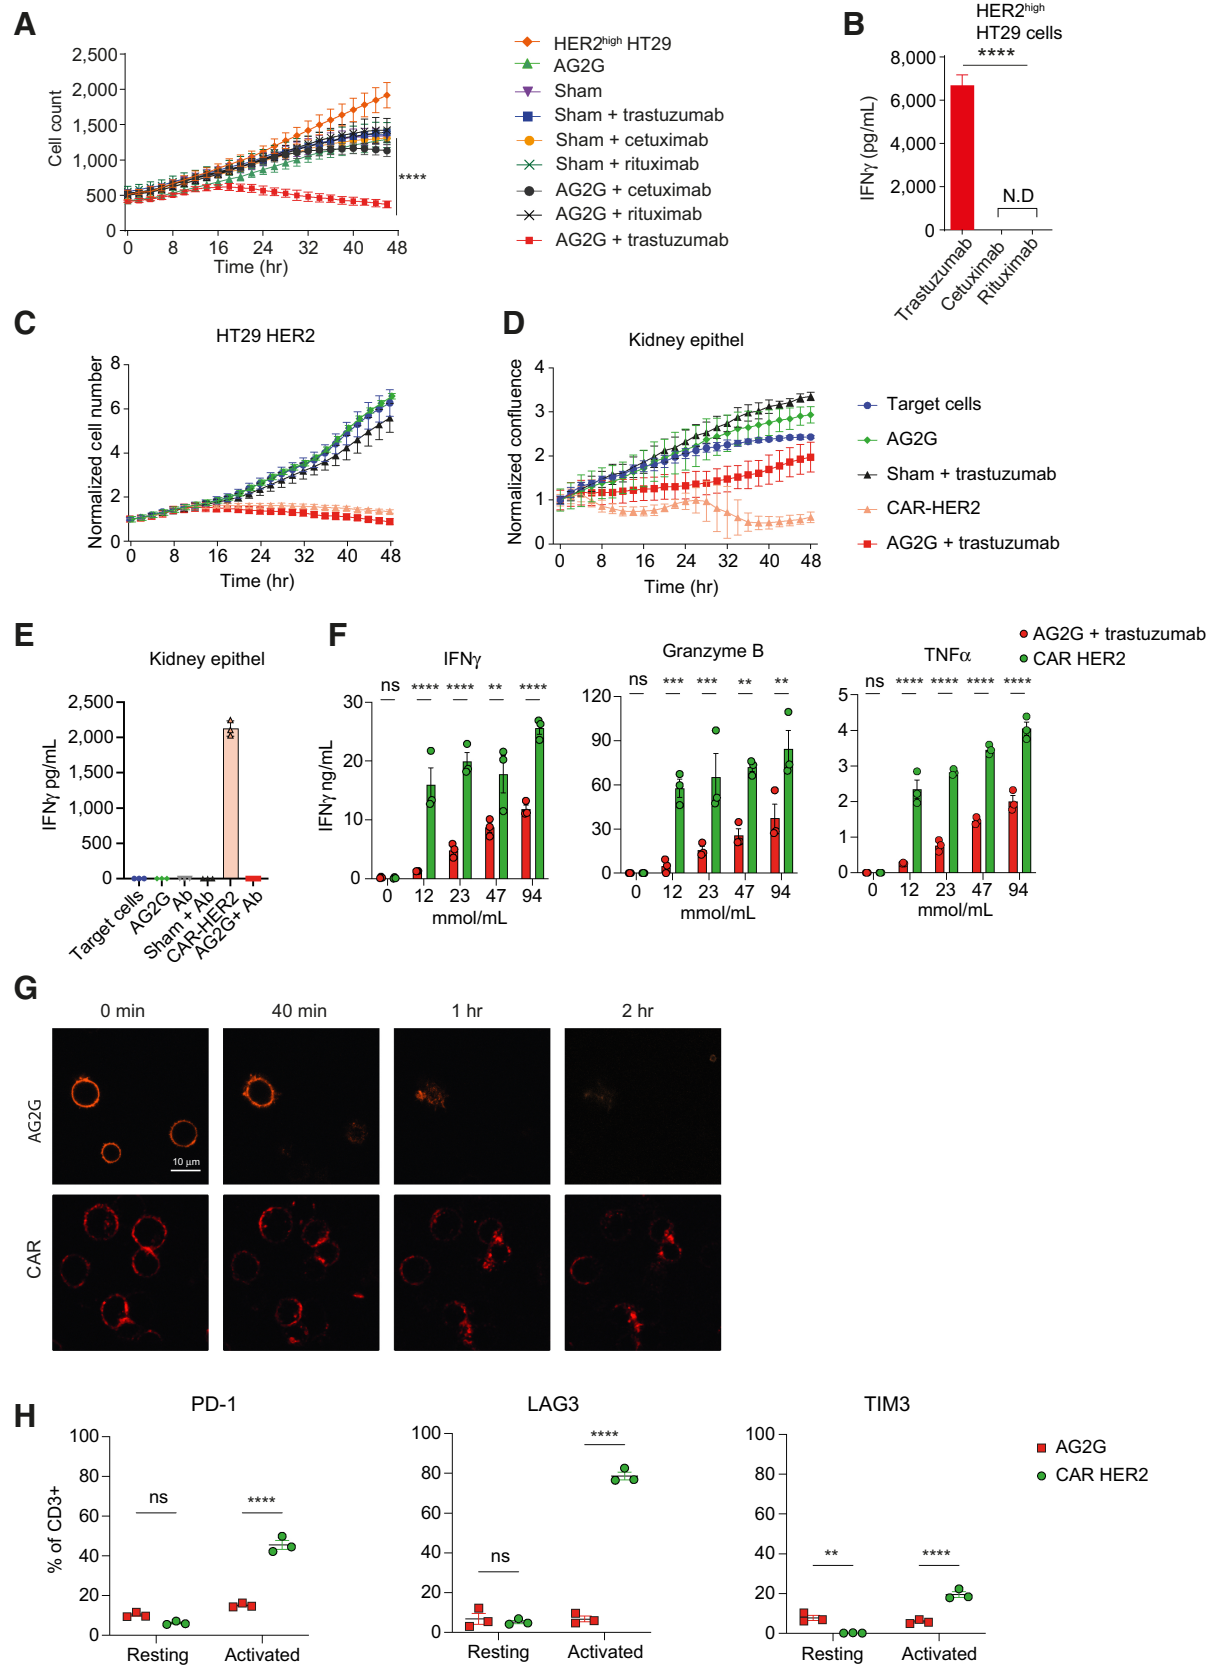 A
2,500
2,000
1,500
1,000
500
0
Cell count
0 8 16 24 32 40 48
Time (hr)
****
HER2high HT29
AG2G
Sham
Sham + trastuzumab
Sham + cetuximab
Sham + rituximab
AG2G + cetuximab
AG2G + rituximab
AG2G + trastuzumab
B
HER2high
HT29 cells
****
8,000
6,000
4,000
2,000
0
IFNγ (pg/mL)
N.D
Trastuzumab
Cetuximab
Rituximab
C
HT29 HER2
8
6
4
2
0
Normalized cell number
0 8 16 24 32 40 48
Time (hr)
D
Kidney epithel
4
3
2
1
0
Normalized confluence
0 8 16 24 32 40 48
Time (hr)
Target cells
AG2G
Sham + trastuzumab
CAR-HER2
AG2G + trastuzumab
E
Kidney epithel
2,500
2,000
1,500
1,000
500
0
IFNγ pg/mL
Target cells
AG2G
Ab
Sham + Ab
CAR-HER2
AG2G+ Ab
F
IFNγ
ns **** **** ** ****
30
20
10
0
IFNγ ng/mL
0 12 23 47 94
mmol/mL
Granzyme B
ns *** *** ** **
120
90
60
30
0
0 12 23 47 94
mmol/mL
TNFα
ns **** **** **** ****
5
4
3
2
1
0
0 12 23 47 94
mmol/mL
AG2G + trastuzumab
CAR HER2
G
0 min 40 min 1 hr 2 hr
AG2G
10 μm
CAR
H
PD-1
100
80
60
40
20
0
% of CD3+
ns ****
Resting Activated
LAG3
100
80
60
40
20
0
ns ****
Resting Activated
TIM3
100
80
60
40
20
0
** ****
Resting Activated
AG2G
CAR HER2